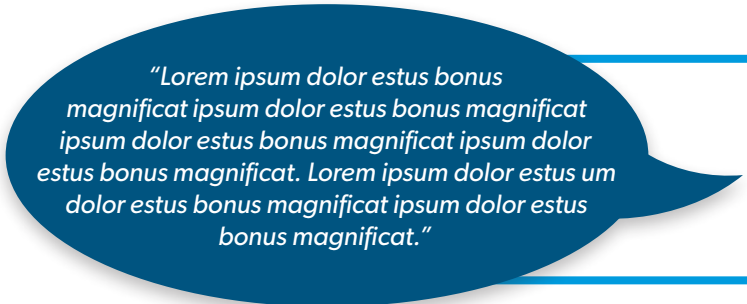 “Lorem ipsum dolor estus bonus
magnificat ipsum dolor estus bonus magnificat
ipsum dolor estus bonus magnificat ipsum dolor
estus bonus magnificat. Lorem ipsum dolor estus um
dolor estus bonus magnificat ipsum dolor estus
bonus magnificat.”